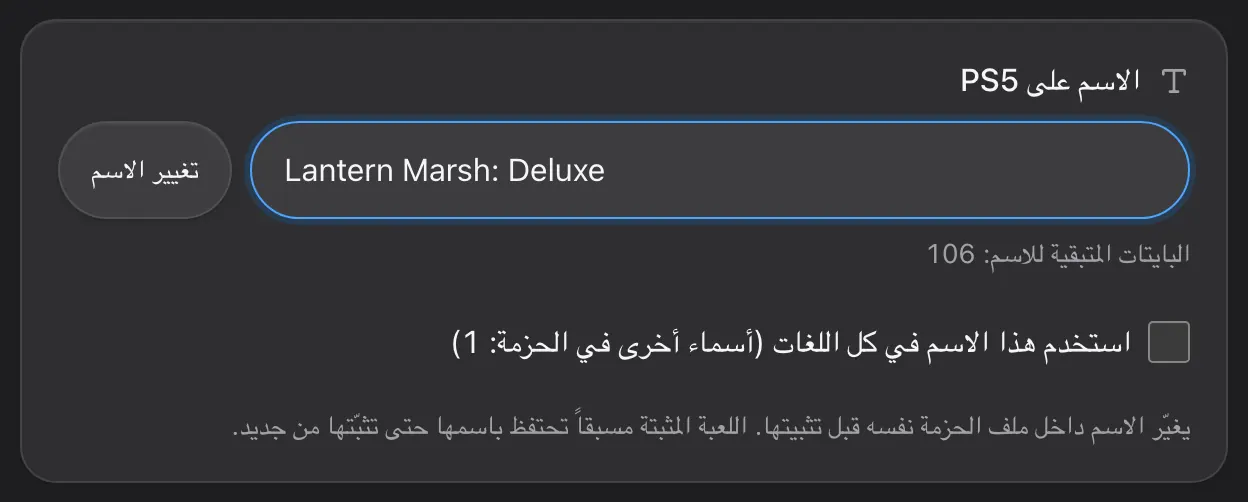 الاسم على PS5
Lantern Marsh: Deluxe
تغيير الاسم
البايتات المتبقية للاسم: 106
استخدم هذا الاسم في كل اللغات (أسماء أخرى في الحزمة: 1)
يغيّر الاسم داخل ملف الحزمة نفسه قبل تثبيتها. اللعبة المثبتة مسبقاً تحتفظ باسمها حتى تثبّتها من جديد.